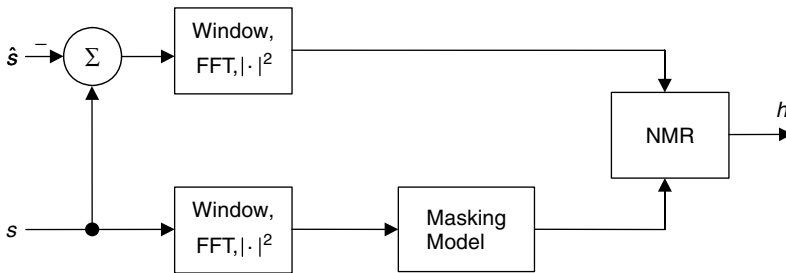 ŝ
−
Σ
Window,
FFT,|·|²
NMR
h
s
Window,
FFT,|·|²
Masking
Model